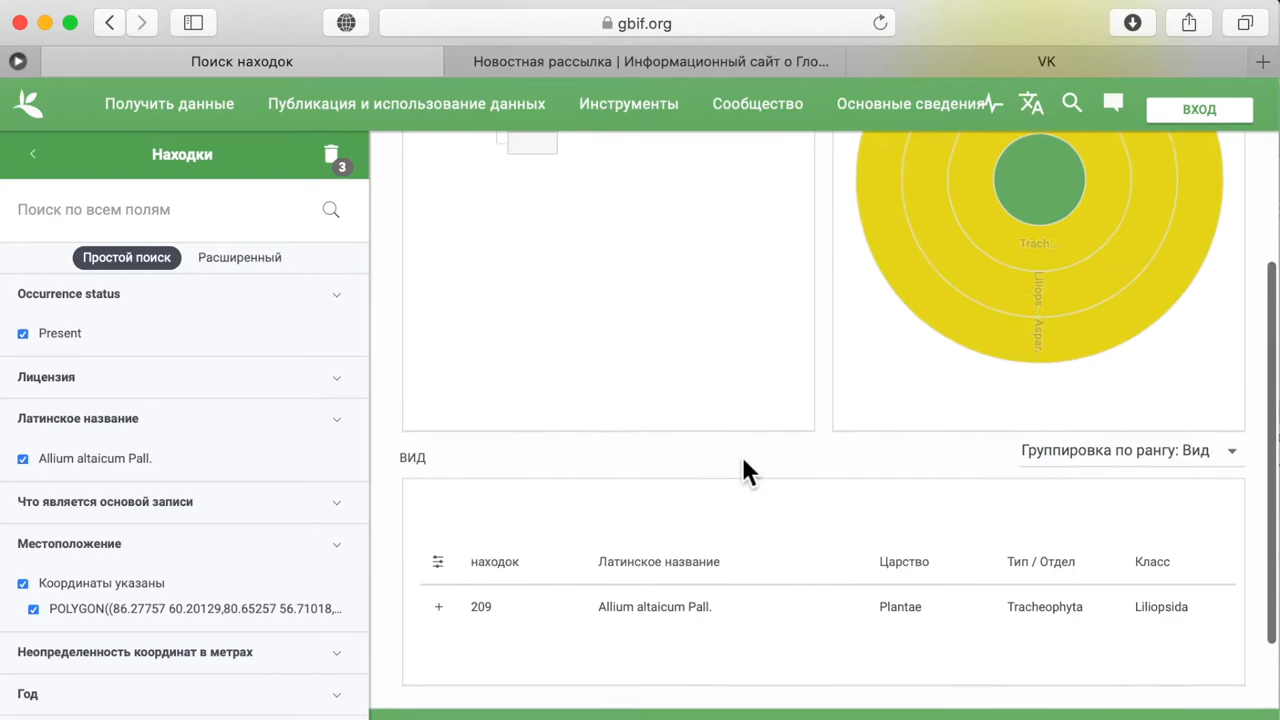 gbif.org
Поиск находок
Новостная рассылка | Информационный сайт о Гло...
VK
Получить данные
Публикация и использование данных
Инструменты
Сообщество
Основные сведения
ВХОД
Находки
3
Поиск по всем полям
Простой поиск
Расширенный
Occurrence status
Present
Лицензия
Латинское название
Allium altaicum Pall.
Что является основой записи
Местоположение
Координаты указаны
POLYGON((86.27757 60.20129,80.65257 56.71018,...
Неопределенность координат в метрах
Год
Trach...
Liliops...
Aspar.
ВИД
Группировка по рангу: Вид
находок
Латинское название
Царство
Тип / Отдел
Класс
+ 209 Allium altaicum Pall. Plantae Tracheophyta Liliopsida